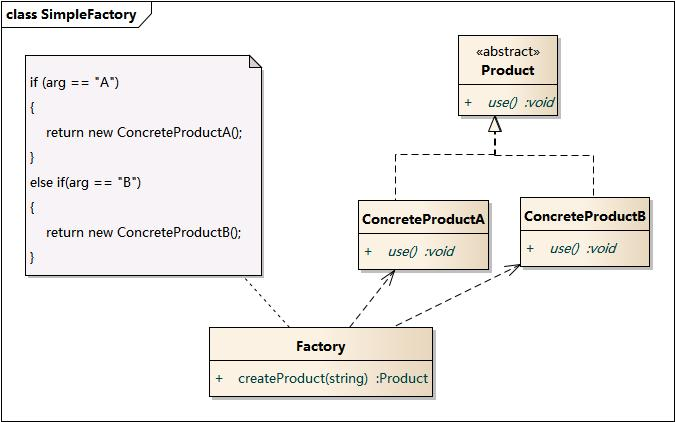 class SimpleFactory
if (arg == "A")
{
return new ConcreteProductA();
}
else if(arg == "B")
{
return new ConcreteProductB();
}
«abstract»
Product
+ use() :void
ConcreteProductA
+ use() :void
ConcreteProductB
+ use() :void
Factory
+ createProduct(string) :Product